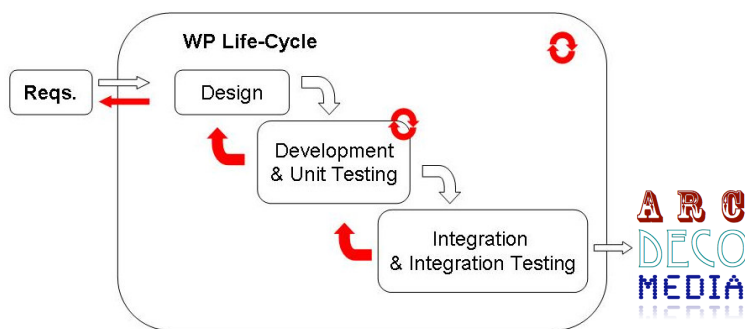 WP Life-Cycle
Reqs.
Design
Development
& Unit Testing
Integration
& Integration Testing
ARC
DECO
MEDIA